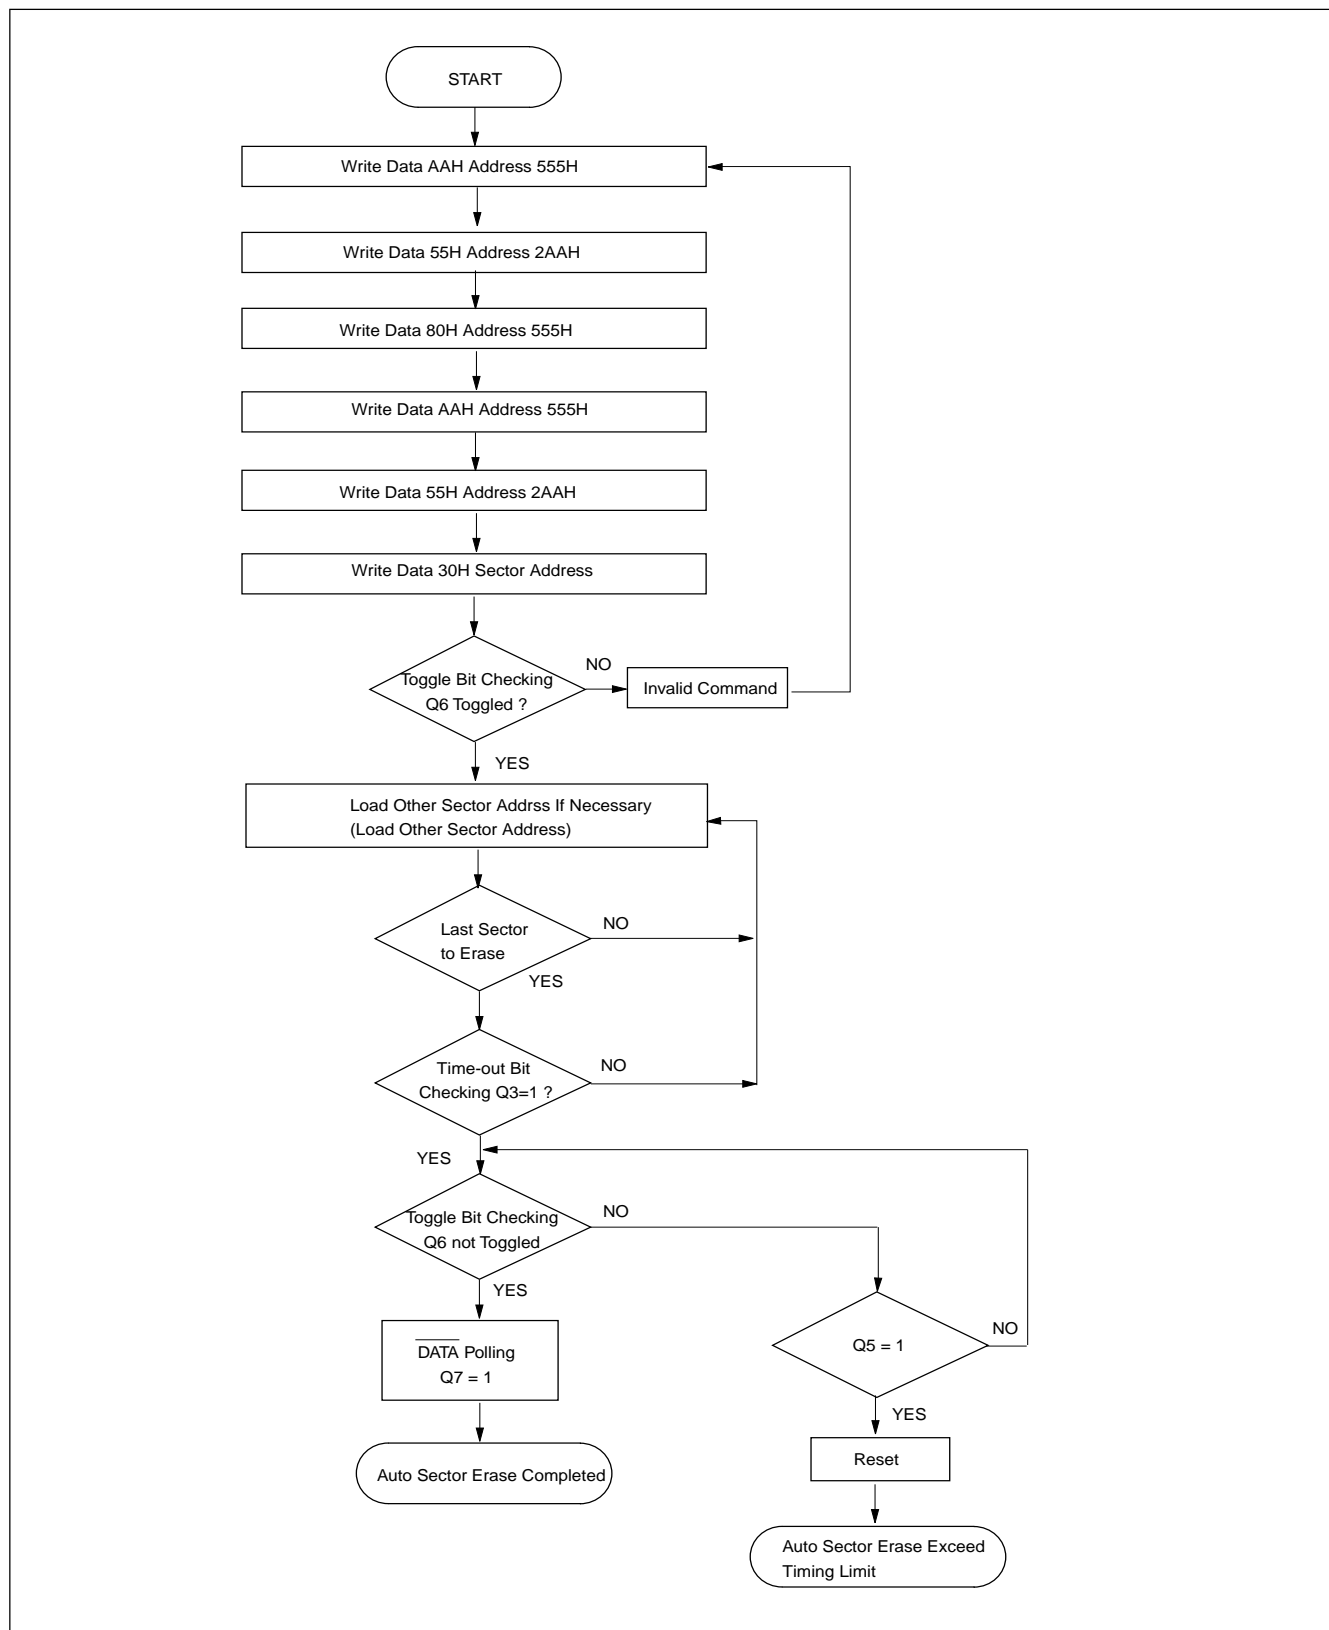 START
Write Data AAH Address 555H
Write Data 55H Address 2AAH
Write Data 80H Address 555H
Write Data AAH Address 555H
Write Data 55H Address 2AAH
Write Data 30H Sector Address
Toggle Bit Checking
Q6 Toggled ?
NO
Invalid Command
YES
Load Other Sector Addrss If Necessary
(Load Other Sector Address)
Last Sector
to Erase
NO
YES
Time-out Bit
Checking Q3=1 ?
NO
YES
Toggle Bit Checking
Q6 not Toggled
NO
YES
DATA Polling
Q7 = 1
Q5 = 1
NO
YES
Auto Sector Erase Completed
Reset
Auto Sector Erase Exceed
Timing Limit